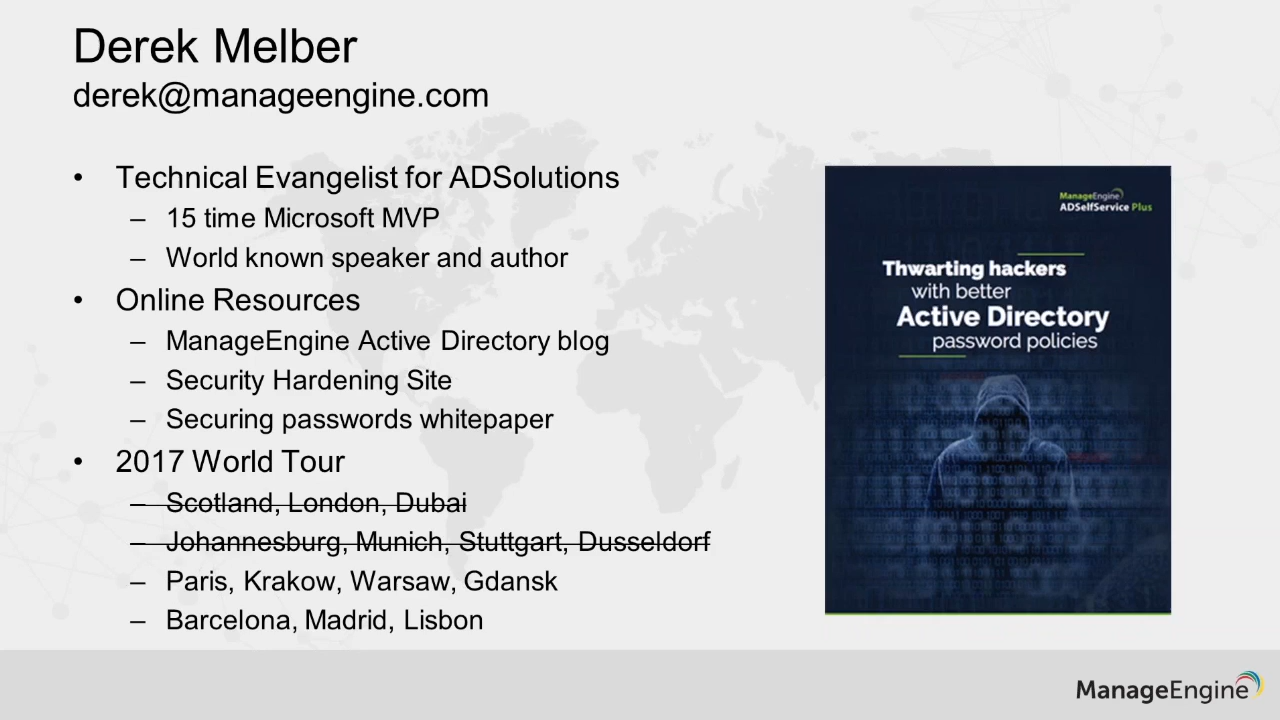 Derek Melber
derek@manageengine.com
• Technical Evangelist for ADSolutions
– 15 time Microsoft MVP
– World known speaker and author
• Online Resources
– ManageEngine Active Directory blog
– Security Hardening Site
– Securing passwords whitepaper
• 2017 World Tour
– Scotland, London, Dubai
– Johannesburg, Munich, Stuttgart, Dusseldorf
– Paris, Krakow, Warsaw, Gdansk
– Barcelona, Madrid, Lisbon
ManageEngine
ADSelfService Plus
Thwarting hackers
with better
Active Directory
password policies
ManageEngine